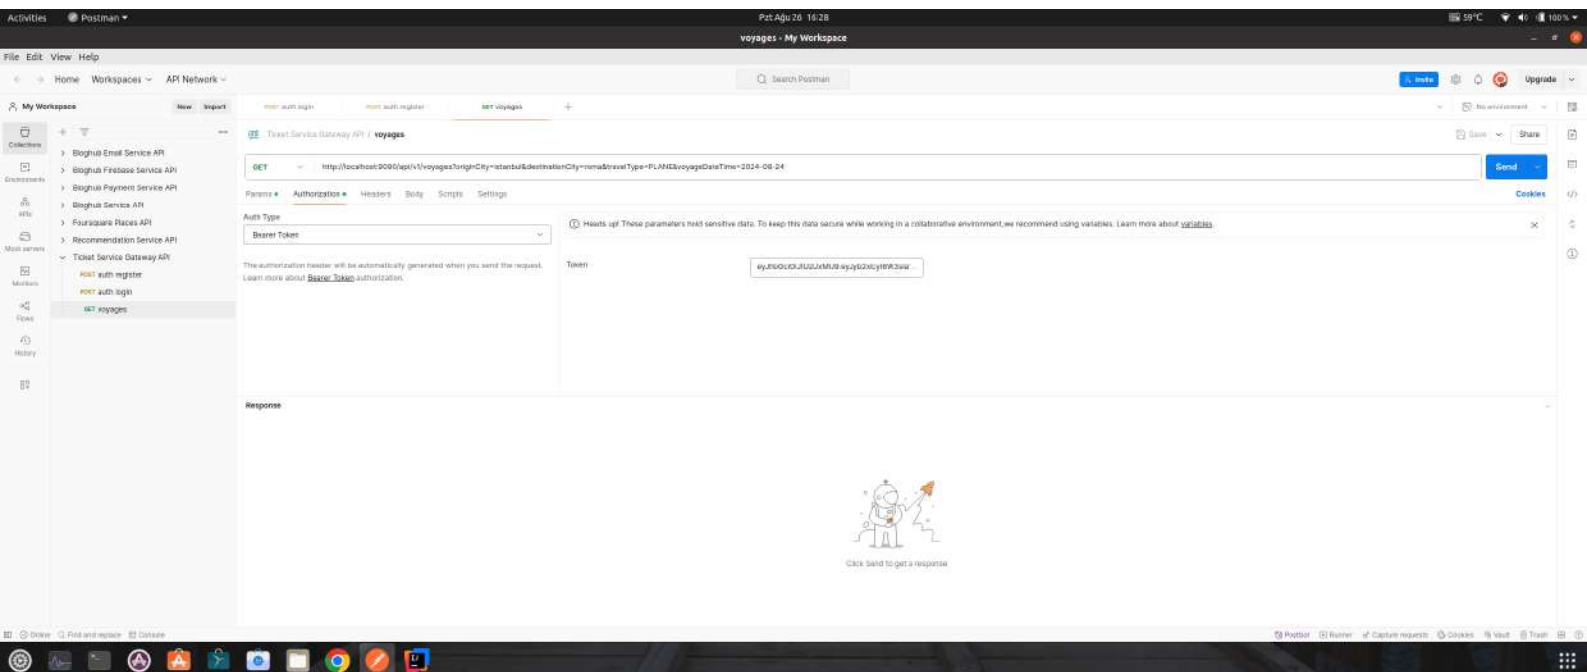 Activities Postman Pzt Ağu 26 16:28 59°C 100 %
voyages - My Workspace
File Edit View Help
Home Workspaces API Network Search Postman Invite Upgrade
My Workspace New Import POST auth login POST auth register GET voyages No environment
Collections
Environments
APIs
Mock servers
Monitors
Flows
History
Bloghub Email Service API
Bloghub Firebase Service API
Bloghub Payment Service API
Bloghub Service API
Foursquare Places API
Recommendation Service API
Ticket Service Gateway API
POST auth register
POST auth login
GET voyages
Ticket Service Gateway API / voyages Save Share
GET http://localhost:9090/api/v1/voyages?originCity=istanbul&destinationCity=roma&travelType=PLANE&voyageDateTime=2024-08-24 Send
Params Authorization Headers Body Scripts Settings Cookies
Auth Type
Bearer Token
Heads up! These parameters hold sensitive data. To keep this data secure while working in a collaborative environment, we recommend using variables. Learn more about variables.
The authorization header will be automatically generated when you send the request.
Learn more about Bearer Token authorization.
Token
Response
Click Send to get a response
Online Find and replace Console Postbot Runner Capture requests Cookies Vault Trash